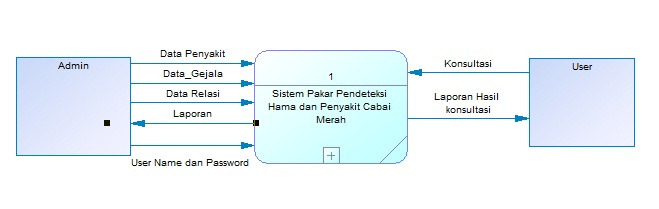 Admin
Data Penyakit
Data_Gejala
Data Relasi
Laporan
User Name dan Password
1
Sistem Pakar Pendeteksi
Hama dan Penyakit Cabai
Merah
Konsultasi
Laporan Hasil
konsultasi
User